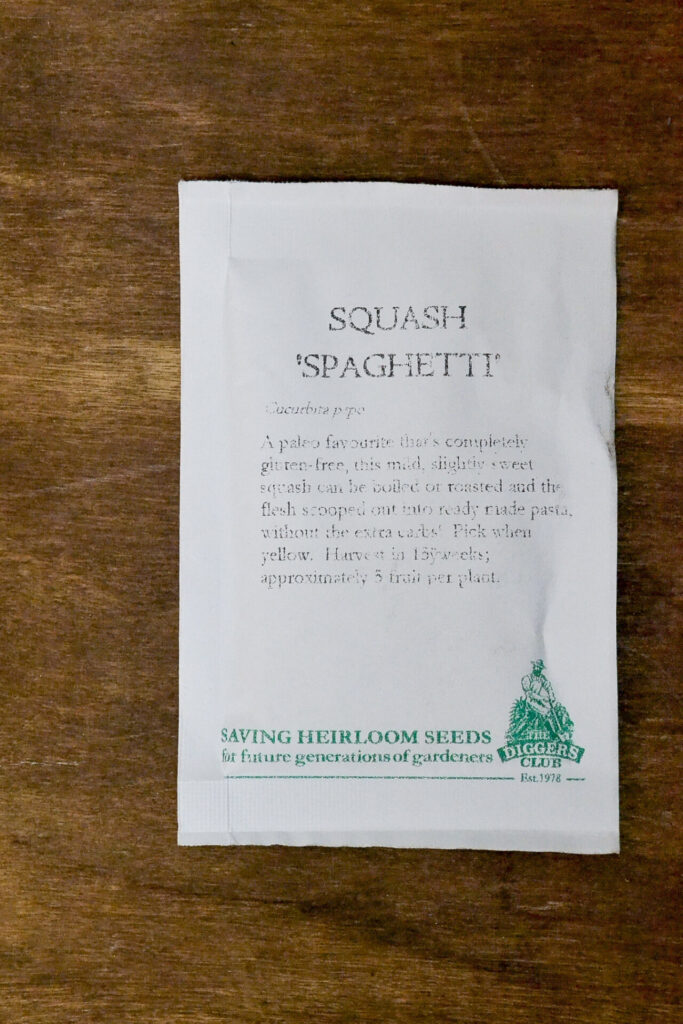 SQUASH
'SPAGHETTI'
Cucurbita pepo
A paleo favourite that's completely
gluten-free, this mild, slightly sweet
squash can be boiled or roasted and the
flesh scooped out into ready made pasta,
without the extra carbs! Pick when
yellow. Harvest in weeks;
approximately 5 fruit per plant.
SAVING HEIRLOOM SEEDS
for future generations of gardeners
THE
DIGGERS
CLUB
Est.1978